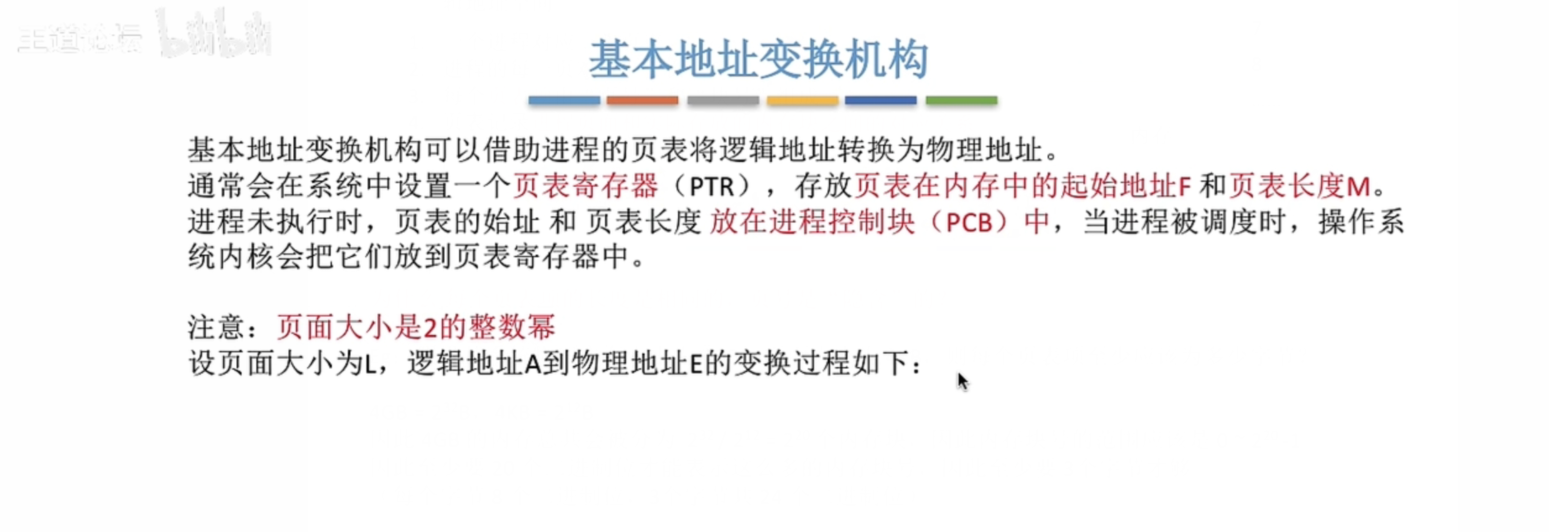 王道论坛 bilibili
基本地址变换机构
基本地址变换机构可以借助进程的页表将逻辑地址转换为物理地址。
通常会在系统中设置一个页表寄存器（PTR），存放页表在内存中的起始地址F 和页表长度M。
进程未执行时，页表的始址 和 页表长度 放在进程控制块（PCB）中，当进程被调度时，操作系
统内核会把它们放到页表寄存器中。
注意：页面大小是2的整数幂
设页面大小为L，逻辑地址A到物理地址E的变换过程如下：